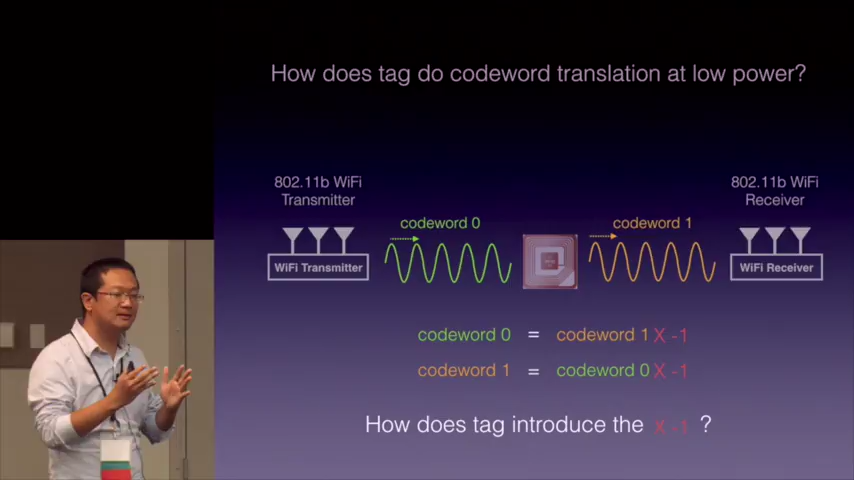 How does tag do codeword translation at low power?
802.11b WiFi
Transmitter
802.11b WiFi
Receiver
codeword 0
codeword 1
WiFi Transmitter
WiFi Receiver
codeword 0 = codeword 1 X -1
codeword 1 = codeword 0 X -1
How does tag introduce the X -1 ?